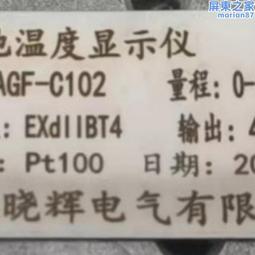 屏東之家
marian87
地温度显示仪
AGF-C102 量程: 0-
: EXdIIBT4 输出: 4
: Pt100 日期: 20
晓辉电气有限